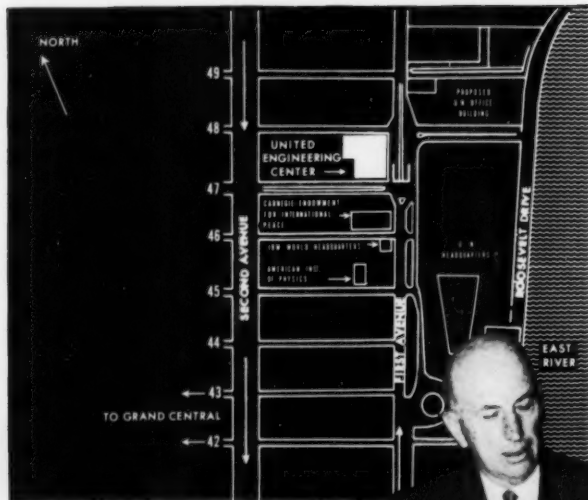 NORTH
49
PROPOSED
U.N. OFFICE
BUILDING
48
UNITED
ENGINEERING
CENTER
47
CARNEGIE ENDOWMENT
FOR INTERNATIONAL
PEACE
46
WORLD HEADQUARTERS
AMERICAN INST.
OF PHYSICS
45
SECOND AVENUE
FIRST AVENUE
U N
HEADQUARTERS
ROOSEVELT DRIVE
44
EAST
RIVER
43
TO GRAND CENTRAL
42